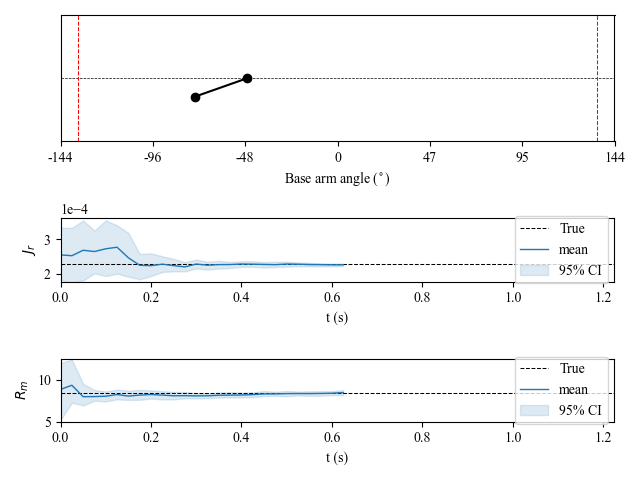 -144 -96 -48 0 47 95 144
Base arm angle (°)
1e−4
3
2
J_r
True
mean
95% CI
0.0 0.2 0.4 0.6 0.8 1.0 1.2
t (s)
10
5
R_m
True
mean
95% CI
0.0 0.2 0.4 0.6 0.8 1.0 1.2
t (s)